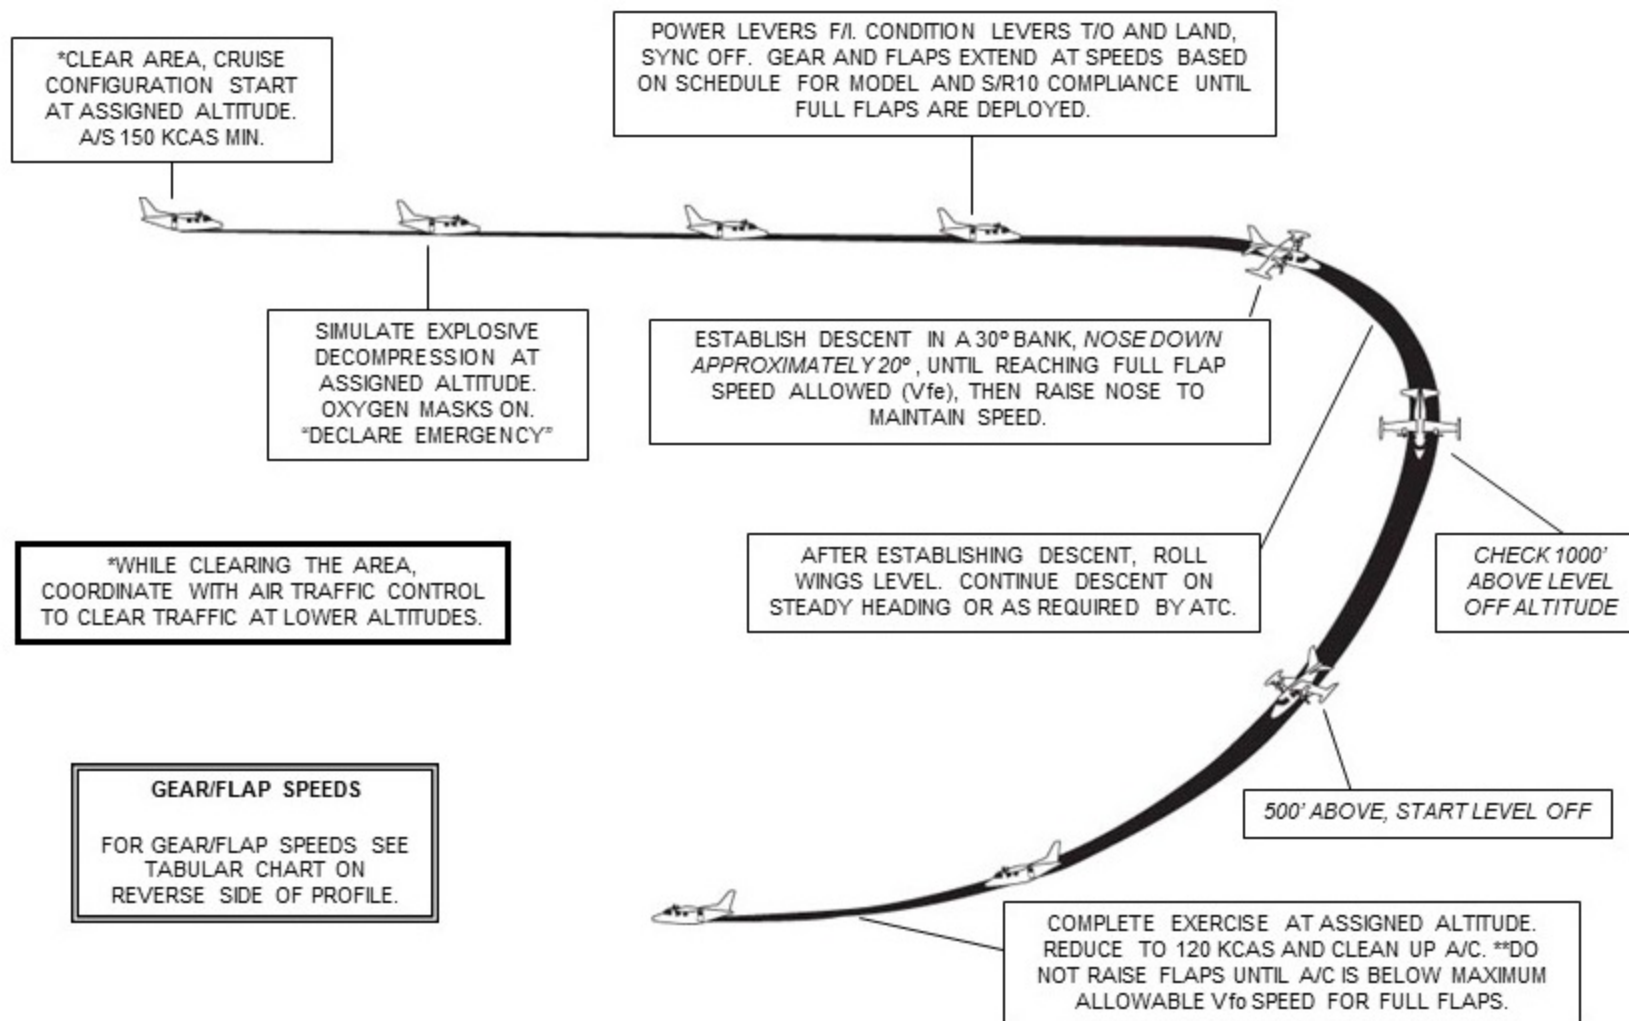 *CLEAR AREA, CRUISE
CONFIGURATION START
AT ASSIGNED ALTITUDE.
A/S 150 KCAS MIN.
POWER LEVERS F/I. CONDITION LEVERS T/O AND LAND,
SYNC OFF. GEAR AND FLAPS EXTEND AT SPEEDS BASED
ON SCHEDULE FOR MODEL AND S/R10 COMPLIANCE UNTIL
FULL FLAPS ARE DEPLOYED.
SIMULATE EXPLOSIVE
DECOMPRESSION AT
ASSIGNED ALTITUDE.
OXYGEN MASKS ON.
"DECLARE EMERGENCY"
ESTABLISH DESCENT IN A 30º BANK, NOSE DOWN
APPROXIMATELY 20º , UNTIL REACHING FULL FLAP
SPEED ALLOWED (Vfe), THEN RAISE NOSE TO
MAINTAIN SPEED.
*WHILE CLEARING THE AREA,
COORDINATE WITH AIR TRAFFIC CONTROL
TO CLEAR TRAFFIC AT LOWER ALTITUDES.
AFTER ESTABLISHING DESCENT, ROLL
WINGS LEVEL. CONTINUE DESCENT ON
STEADY HEADING OR AS REQUIRED BY ATC.
CHECK 1000'
ABOVE LEVEL
OFF ALTITUDE
GEAR/FLAP SPEEDS
FOR GEAR/FLAP SPEEDS SEE
TABULAR CHART ON
REVERSE SIDE OF PROFILE.
500' ABOVE, START LEVEL OFF
COMPLETE EXERCISE AT ASSIGNED ALTITUDE.
REDUCE TO 120 KCAS AND CLEAN UP A/C. **DO
NOT RAISE FLAPS UNTIL A/C IS BELOW MAXIMUM
ALLOWABLE Vfo SPEED FOR FULL FLAPS.